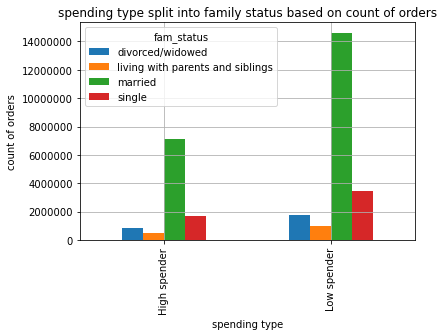 spending type split into family status based on count of orders
fam_status
divorced/widowed
living with parents and siblings
married
single
count of orders
14000000
12000000
10000000
8000000
6000000
4000000
2000000
0
High spender
Low spender
spending type